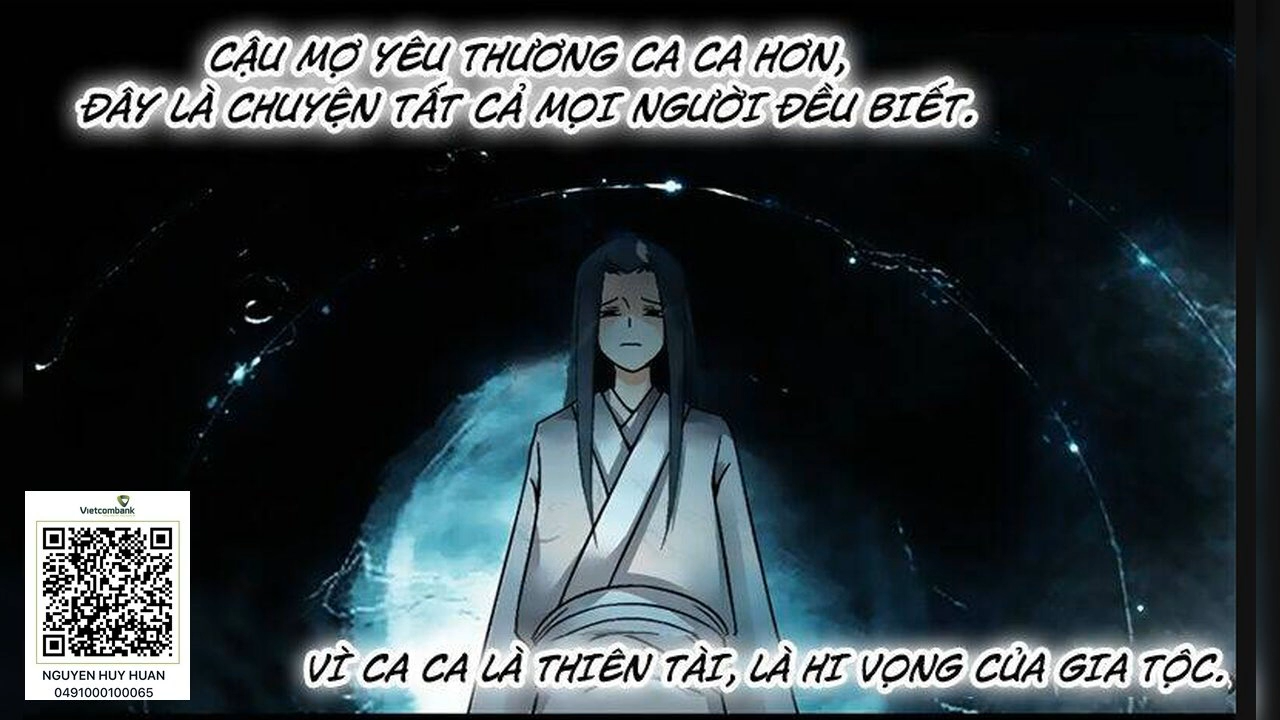 CẬU MỢ YÊU THƯƠNG CA CA HƠN,
ĐÂY LÀ CHUYỆN TẤT CẢ MỌI NGƯỜI ĐỀU BIẾT.
Vietcombank
NGUYEN HUY HUAN
0491000100065
VÌ CA CA LÀ THIÊN TÀI, LÀ HI VỌNG CỦA GIA TỘC.